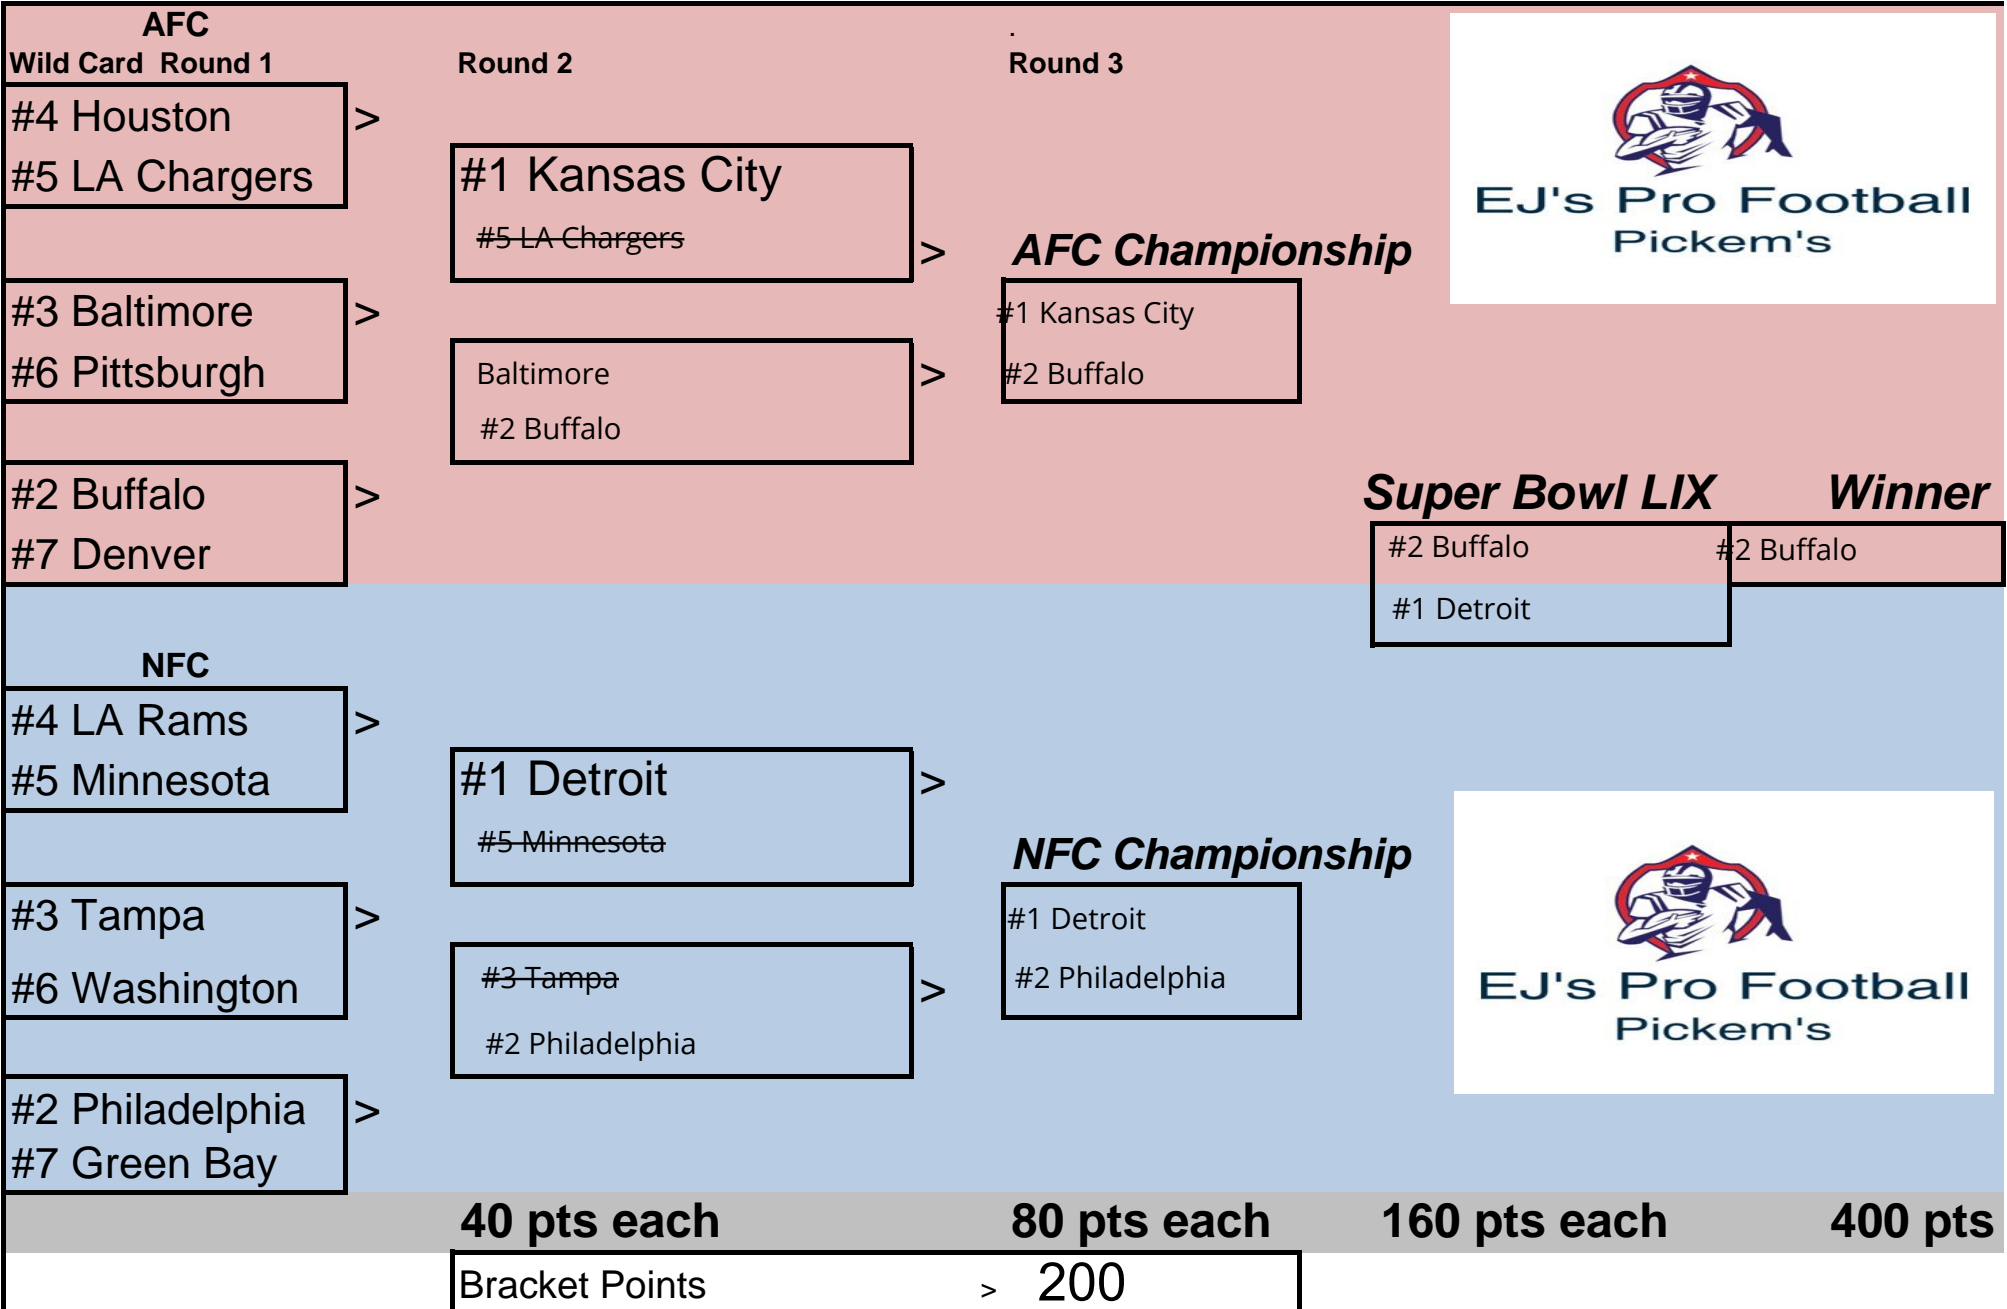 AFC
.
Wild Card  Round 1
Round 2
Round 3
#4 Houston
>
#5 LA Chargers
#1 Kansas City
#5 LA Chargers
>
AFC Championship
EJ's Pro Football
Pickem's
#3 Baltimore
>
#1 Kansas City
#6 Pittsburgh
Baltimore
>
#2 Buffalo
#2 Buffalo
#2 Buffalo
>
Super Bowl LIX
Winner
#7 Denver
#2 Buffalo
#2 Buffalo
#1 Detroit
NFC
#4 LA Rams
>
#5 Minnesota
#1 Detroit
>
#5 Minnesota
NFC Championship
#3 Tampa
>
#1 Detroit
#6 Washington
#3 Tampa
>
#2 Philadelphia
#2 Philadelphia
EJ's Pro Football
Pickem's
#2 Philadelphia
>
#7 Green Bay
40 pts each
80 pts each
160 pts each
400 pts
Bracket Points
>
200